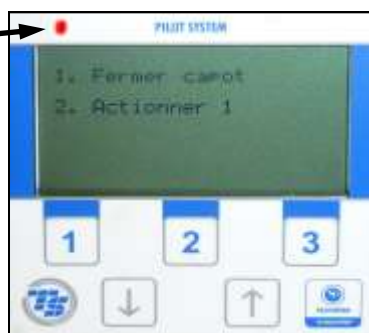 PILOT SYSTEM
1. Fermer capot
2. Actionner 1
1 2 3